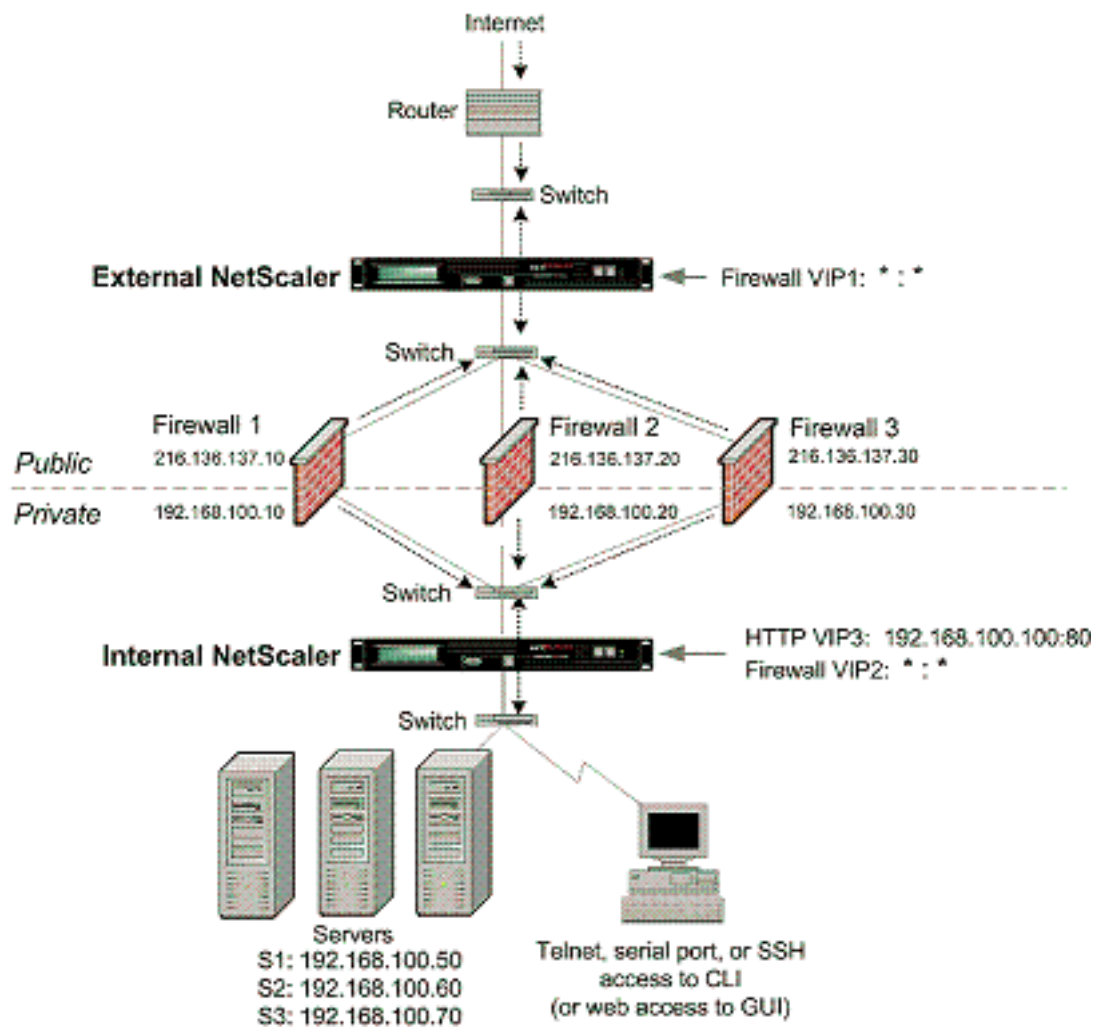 Internet
Router
Switch
External NetScaler
Firewall VIP1: * : *
Switch
Firewall 1
Firewall 2
Firewall 3
Public
216.136.137.10
216.136.137.20
216.136.137.30
Private
192.168.100.10
192.168.100.20
192.168.100.30
Switch
Internal NetScaler
HTTP VIP3: 192.168.100.100:80
Firewall VIP2: * : *
Switch
Servers
S1: 192.168.100.50
S2: 192.168.100.60
S3: 192.168.100.70
Telnet, serial port, or SSH
access to CLI
(or web access to GUI)